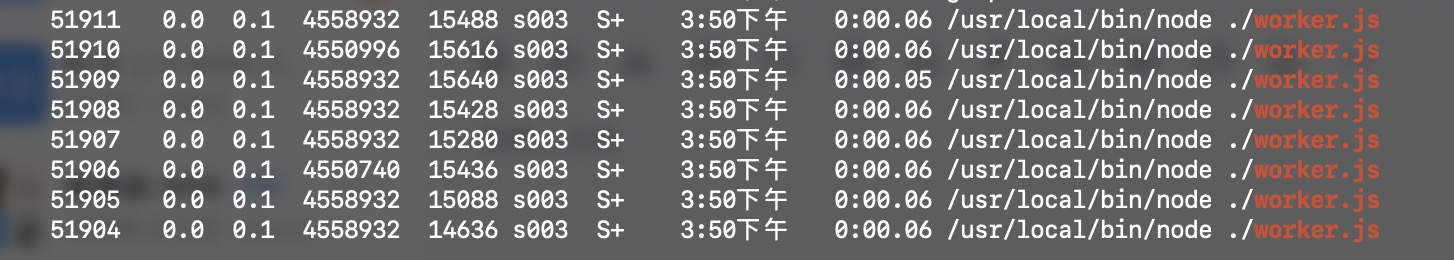 51911 0.0 0.1 4558932 15488 s003 S+ 3:50下午 0:00.06 /usr/local/bin/node ./worker.js
51910 0.0 0.1 4550996 15616 s003 S+ 3:50下午 0:00.06 /usr/local/bin/node ./worker.js
51909 0.0 0.1 4558932 15640 s003 S+ 3:50下午 0:00.05 /usr/local/bin/node ./worker.js
51908 0.0 0.1 4558932 15428 s003 S+ 3:50下午 0:00.06 /usr/local/bin/node ./worker.js
51907 0.0 0.1 4558932 15280 s003 S+ 3:50下午 0:00.06 /usr/local/bin/node ./worker.js
51906 0.0 0.1 4550740 15436 s003 S+ 3:50下午 0:00.06 /usr/local/bin/node ./worker.js
51905 0.0 0.1 4558932 15088 s003 S+ 3:50下午 0:00.06 /usr/local/bin/node ./worker.js
51904 0.0 0.1 4558932 14636 s003 S+ 3:50下午 0:00.06 /usr/local/bin/node ./worker.js